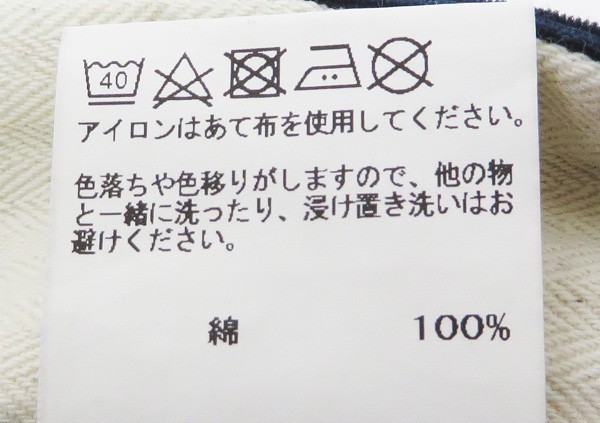 40
アイロンはあて布を使用してください。
色落ちや色移りがしますので、他の物
と一緒に洗ったり、浸け置き洗いはお
避けください。
綿 100%